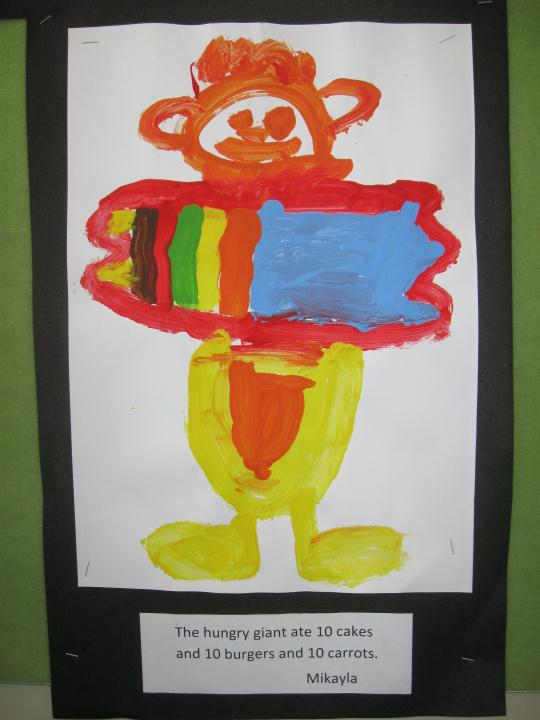 The hungry giant ate 10 cakes
and 10 burgers and 10 carrots.
Mikayla